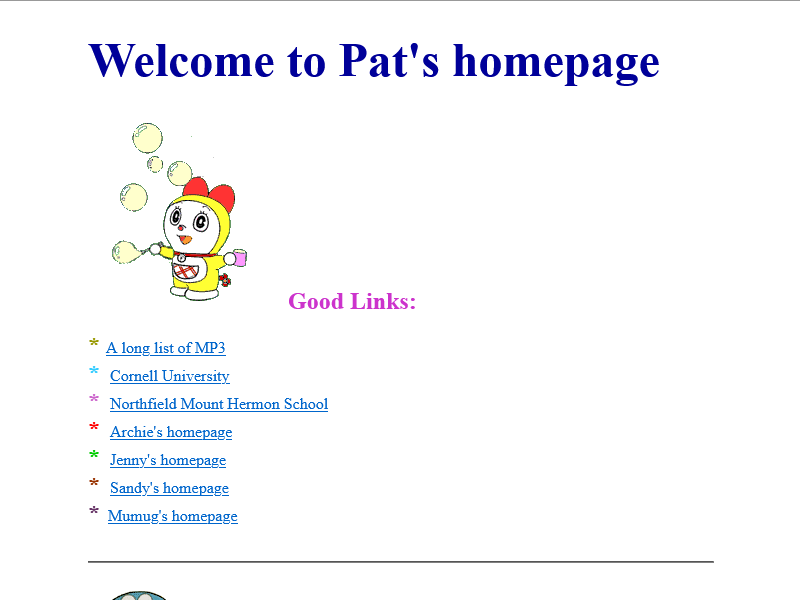 Welcome to Pat's homepage
Good Links:
* A long list of MP3
* Cornell University
* Northfield Mount Hermon School
* Archie's homepage
* Jenny's homepage
* Sandy's homepage
* Mumug's homepage